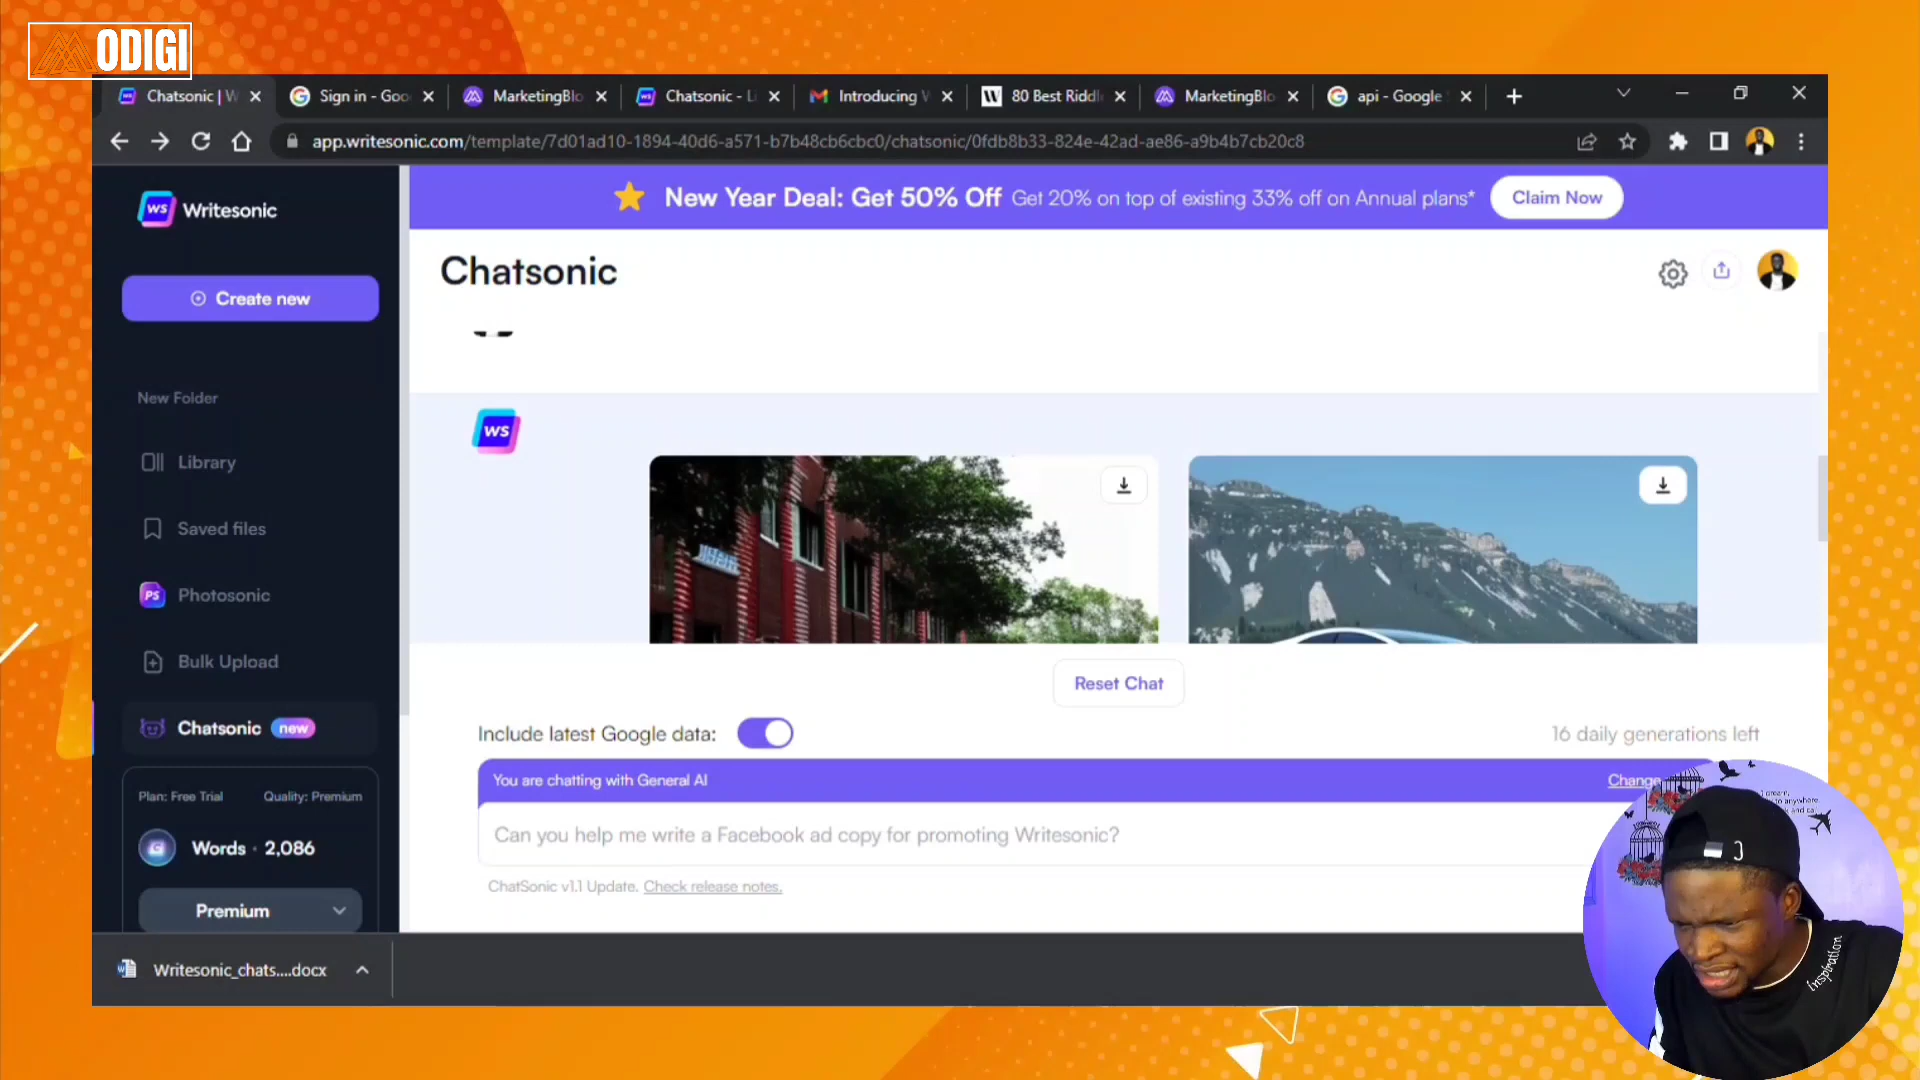 ODIGI
Chatsonic | W
Sign in - Goo
MarketingBlo
Chatsonic - Li
Introducing W
80 Best Riddl
MarketingBlo
api - Google S
app.writesonic.com/template/7d01ad10-1894-40d6-a571-b7b48cb6cbc0/chatsonic/0fdb8b33-824e-42ad-ae86-a9b4b7cb20c8
WS Writesonic
New Year Deal: Get 50% Off Get 20% on top of existing 33% off on Annual plans* Claim Now
Chatsonic
Create new
New Folder
Library
Saved files
PS Photosonic
Bulk Upload
Chatsonic new
Plan: Free Trial Quality: Premium
Words · 2,086
Premium
WS
Reset Chat
Include latest Google data:
16 daily generations left
You are chatting with General AI
Change
Can you help me write a Facebook ad copy for promoting Writesonic?
ChatSonic v1.1 Update. Check release notes.
Writesonic_chats....docx
Inspiration